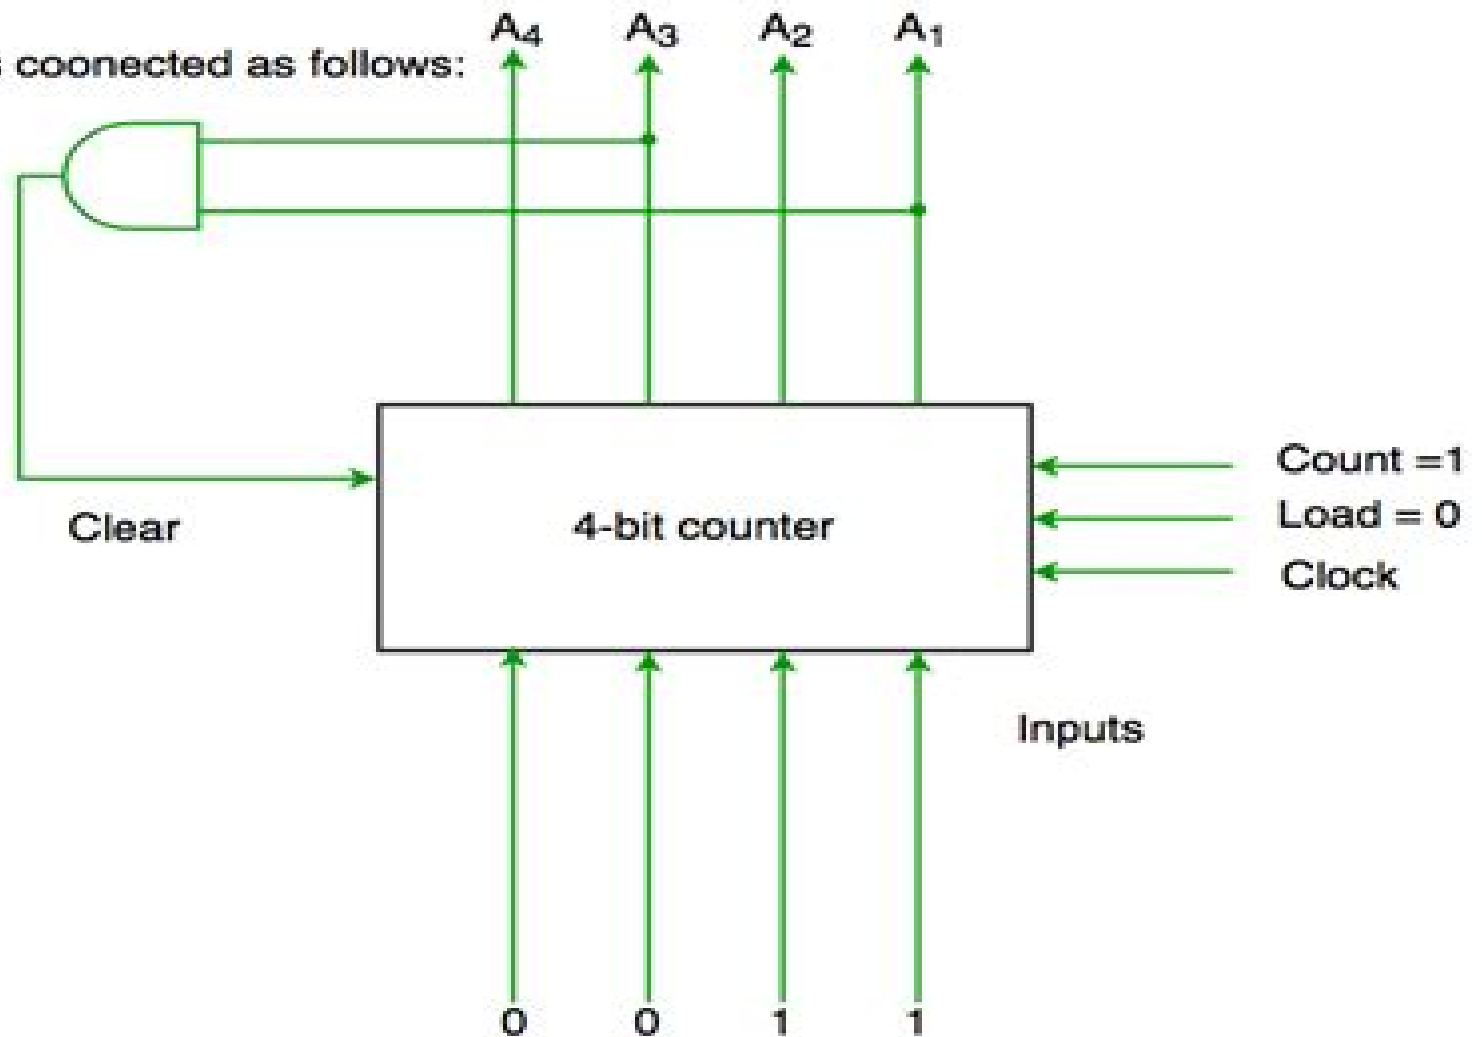 coonected as follows:
A4 A3 A2 A1
Clear
4-bit counter
Count =1
Load = 0
Clock
Inputs
0 0 1 1